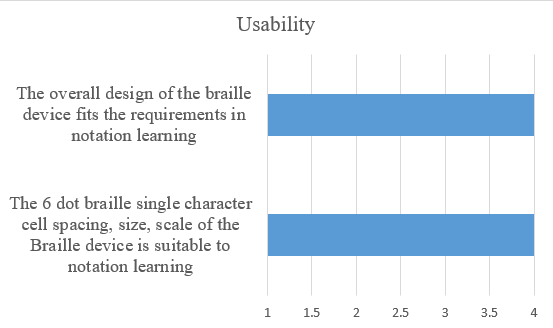 Usability
The overall design of the braille
device fits the requirements in
notation learning
The 6 dot braille single character
cell spacing, size, scale of the
Braille device is suitable to
notation learning
1 1.5 2 2.5 3 3.5 4